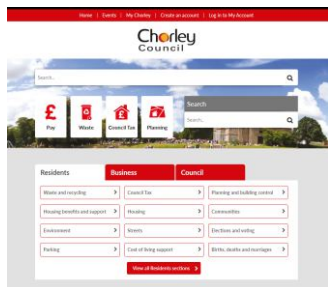 Home | Events | My Chorley | Create an account | Log in to My Account
Chorley
Council
Search...
£
Pay
Waste
£
Council Tax
Planning
Search
Search...
Residents
Business
Council
Waste and recycling
Council Tax
Planning and building control
Housing benefits and support
Housing
Communities
Environment
Streets
Elections and voting
Parking
Cost of living support
Births, deaths and marriages
View all Residents sections